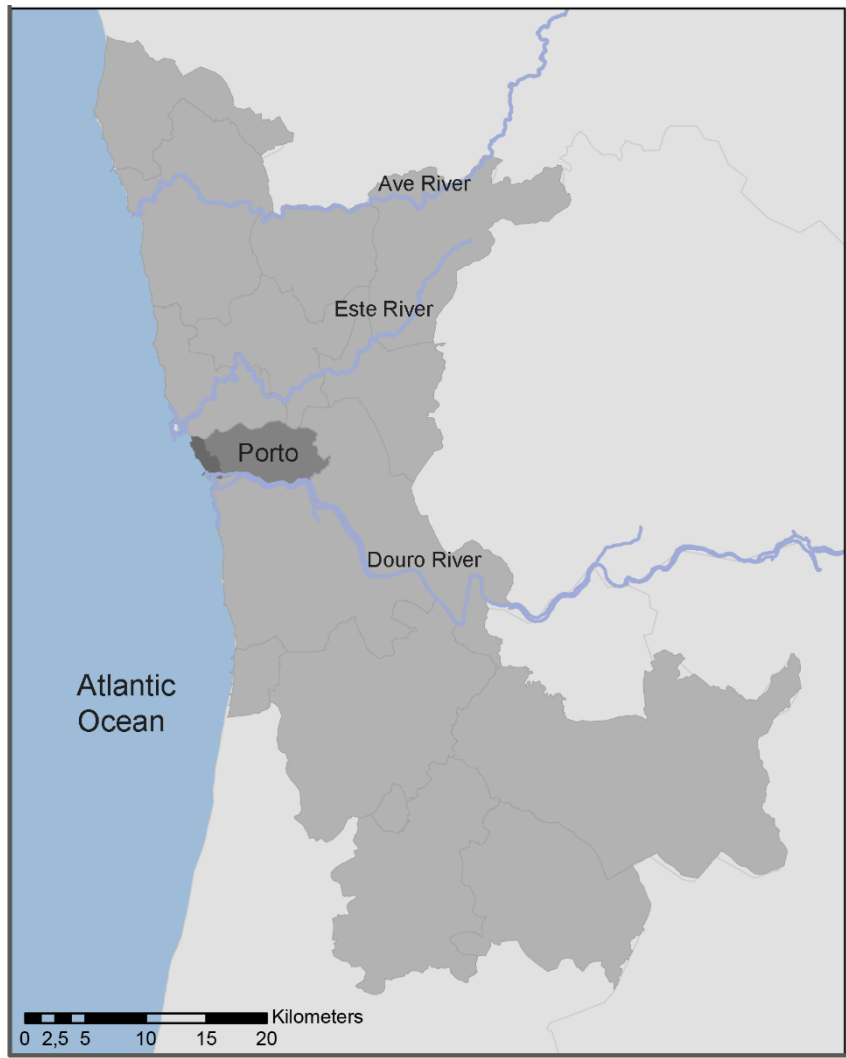 Ave River
Este River
Porto
Douro River
Atlantic
Ocean
Kilometers
0 2,5 5 10 15 20